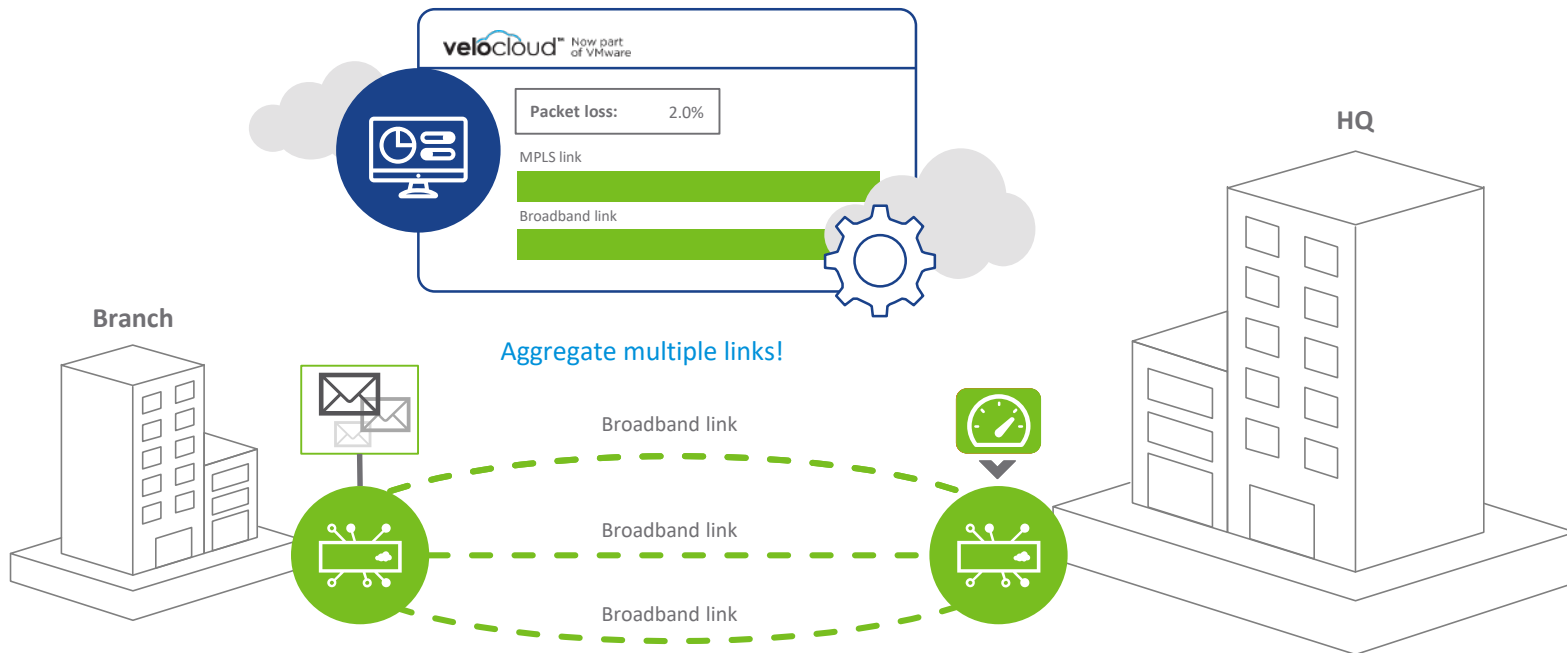 velocloud™ Now part
of VMware
Packet loss: 2.0%
MPLS link
Broadband link
HQ
Branch
Aggregate multiple links!
Broadband link
Broadband link
Broadband link